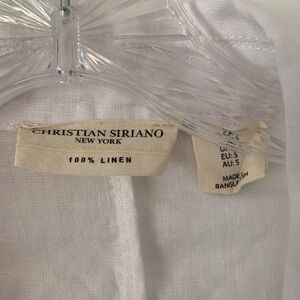 CHRISTIAN SIRIANO
NEW YORK
100% LINEN
EU: S
AU: S
MADE
BANGL